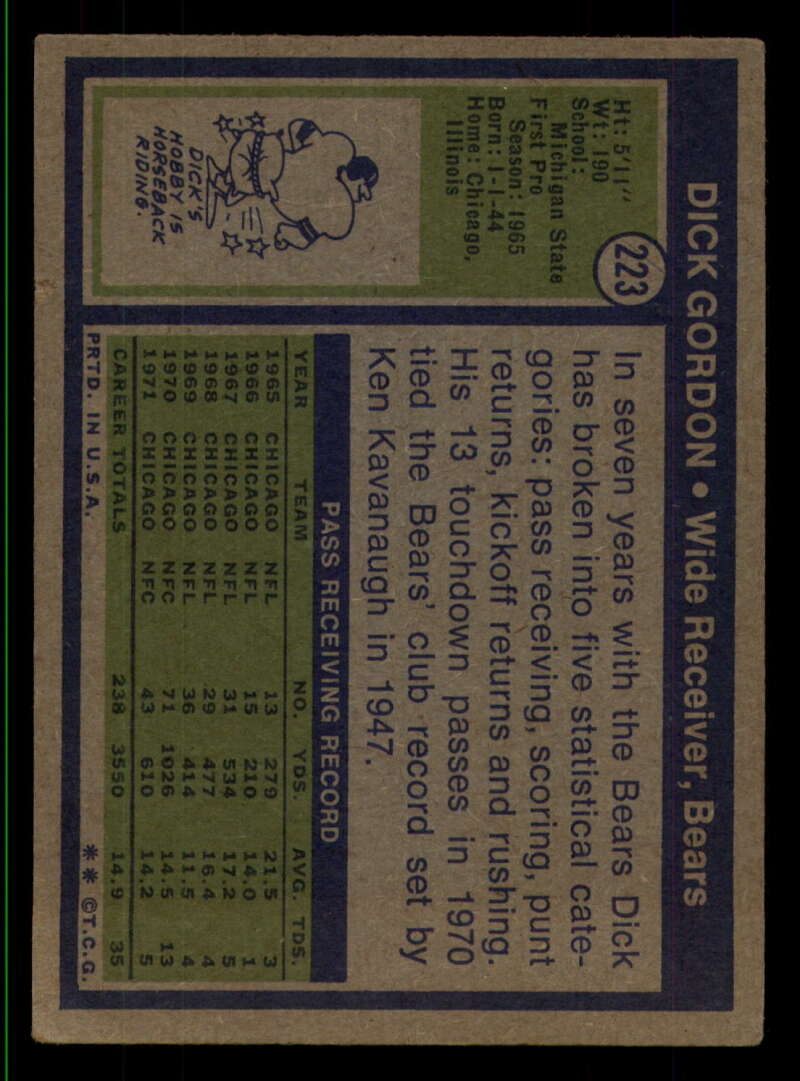 DICK GORDON • Wide Receiver, Bears
223
Ht: 5'11"
Wt: 190
School:
Michigan State
First Pro
Season: 1965
Born: 1-1-44
Home: Chicago,
Illinois
DICK'S
HOBBY IS
HORSEBACK
RIDING.
In seven years with the Bears Dick
has broken into five statistical cate-
gories: pass receiving, scoring, punt
returns, kickoff returns and rushing.
His 13 touchdown passes in 1970
tied the Bears' club record set by
Ken Kavanaugh in 1947.
PASS RECEIVING RECORD
YEAR TEAM NO. YDS. AVG. TDS.
1965 CHICAGO NFL 13 279 21.5 3
1966 CHICAGO NFL 15 210 14.0 1
1967 CHICAGO NFL 31 534 17.2 5
1968 CHICAGO NFL 29 477 16.4 4
1969 CHICAGO NFL 36 414 11.5 4
1970 CHICAGO NFC 71 1026 14.5 13
1971 CHICAGO NFC 43 610 14.2 5
CAREER TOTALS 238 3550 14.9 35
PRTD. IN U.S.A. ** ©T.C.G.